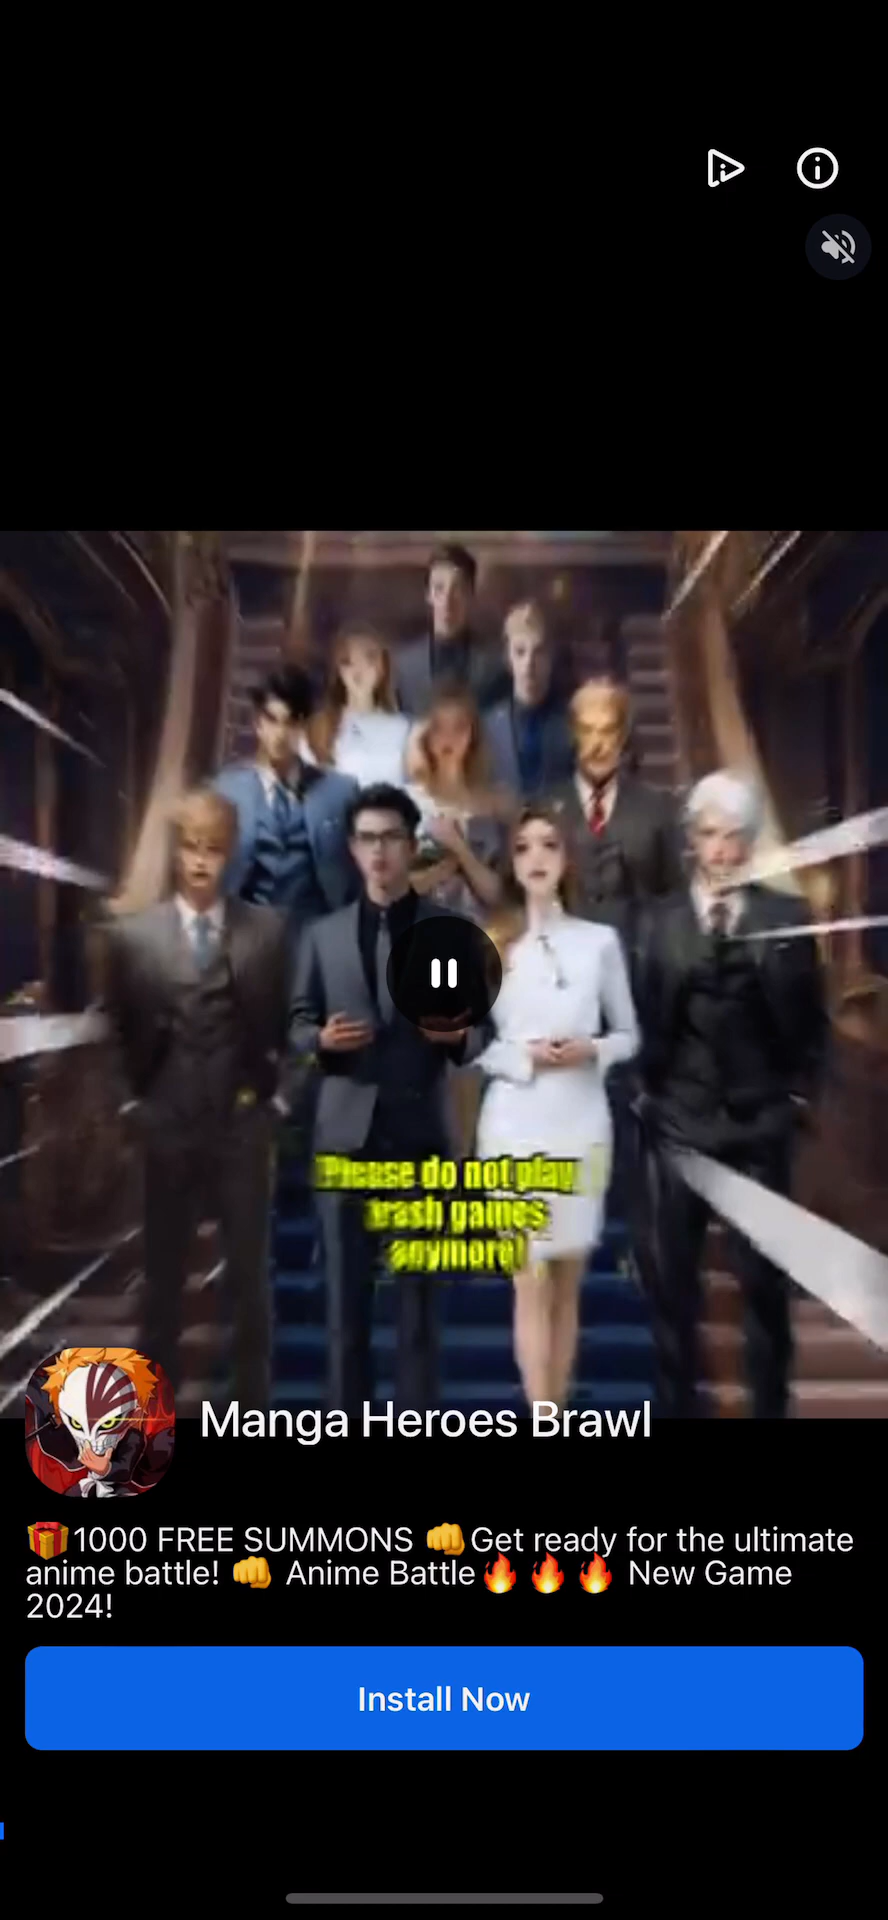 Please do not play
trash games
anymore!
Manga Heroes Brawl
🎁1000 FREE SUMMONS 👊Get ready for the ultimate
anime battle! 👊 Anime Battle🔥 🔥 🔥 New Game
2024!
Install Now